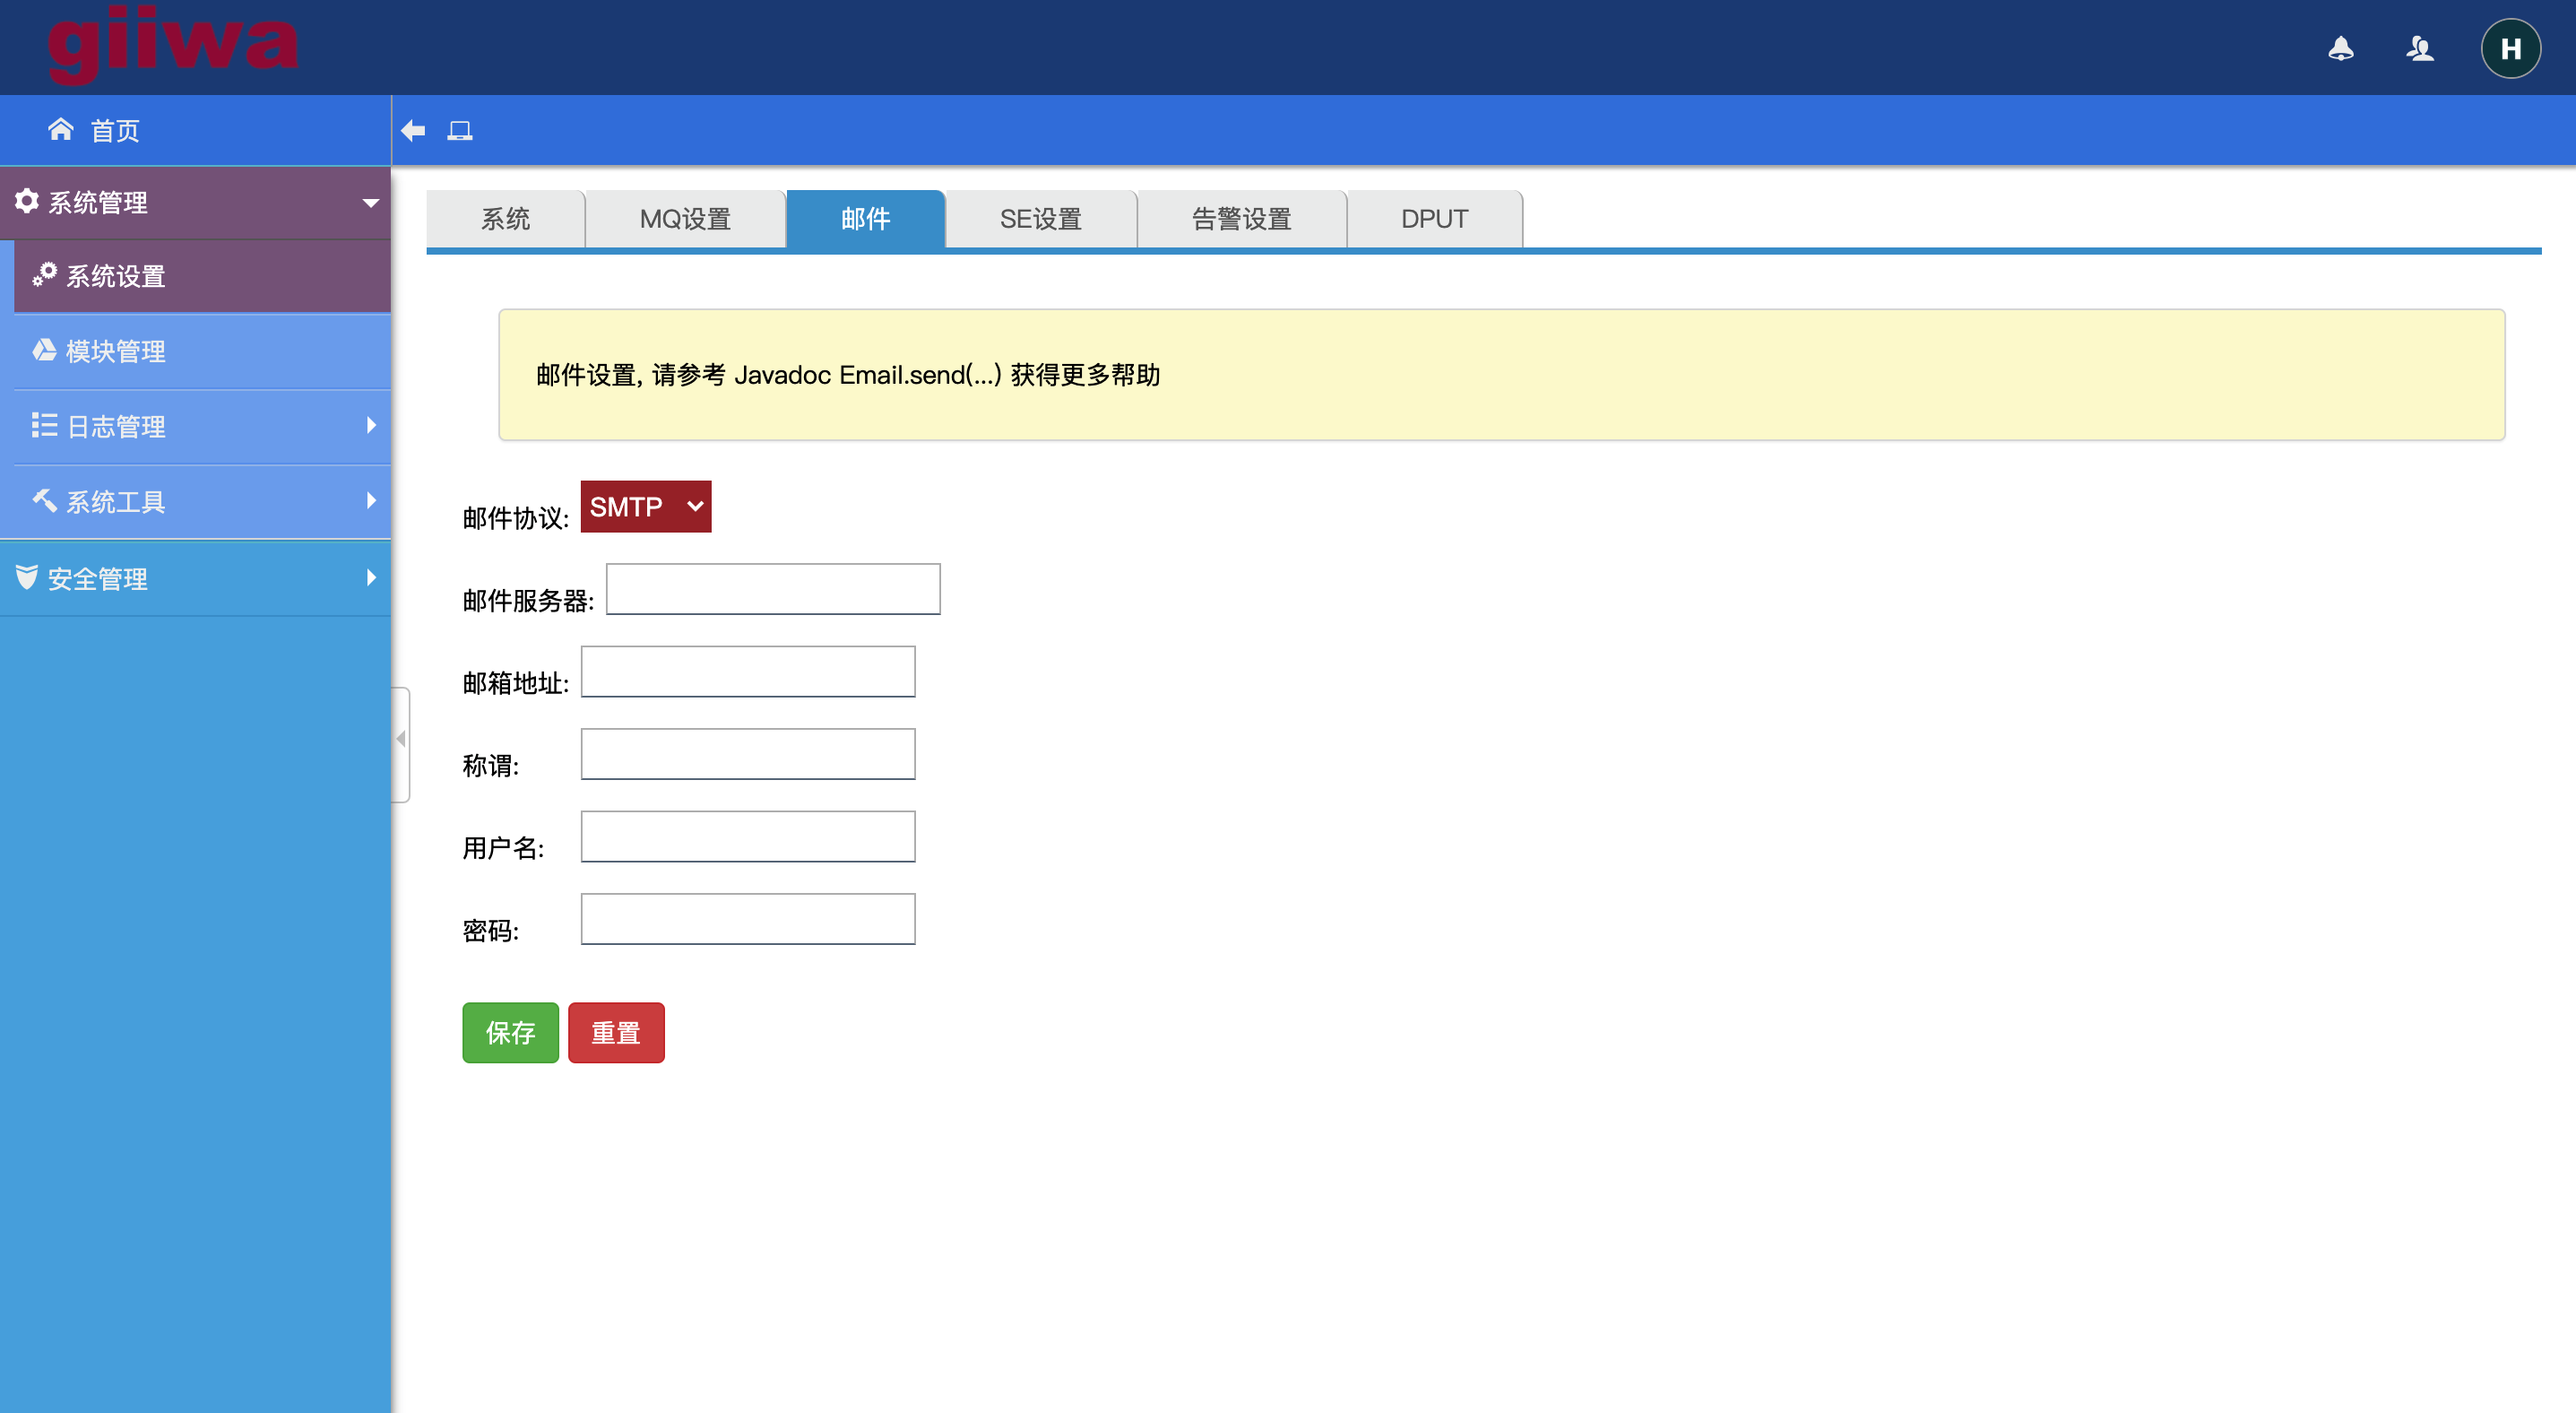 giiwa
H
首页
系统管理
系统设置
模块管理
日志管理
系统工具
安全管理
系统 MQ设置 邮件 SE设置 告警设置 DPUT
邮件设置, 请参考 Javadoc Email.send(...) 获得更多帮助
邮件协议: SMTP
邮件服务器:
邮箱地址:
称谓:
用户名:
密码:
保存 重置